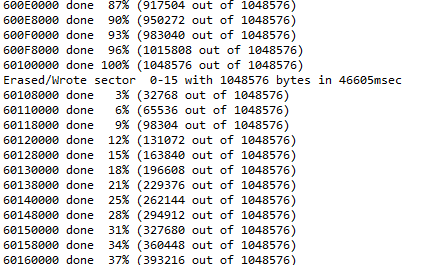 600E0000 done  87% (917504 out of 1048576)
600E8000 done  90% (950272 out of 1048576)
600F0000 done  93% (983040 out of 1048576)
600F8000 done  96% (1015808 out of 1048576)
60100000 done 100% (1048576 out of 1048576)
Erased/Wrote sector  0-15 with 1048576 bytes in 46605msec
60108000 done   3% (32768 out of 1048576)
60110000 done   6% (65536 out of 1048576)
60118000 done   9% (98304 out of 1048576)
60120000 done  12% (131072 out of 1048576)
60128000 done  15% (163840 out of 1048576)
60130000 done  18% (196608 out of 1048576)
60138000 done  21% (229376 out of 1048576)
60140000 done  25% (262144 out of 1048576)
60148000 done  28% (294912 out of 1048576)
60150000 done  31% (327680 out of 1048576)
60158000 done  34% (360448 out of 1048576)
60160000 done  37% (393216 out of 1048576)